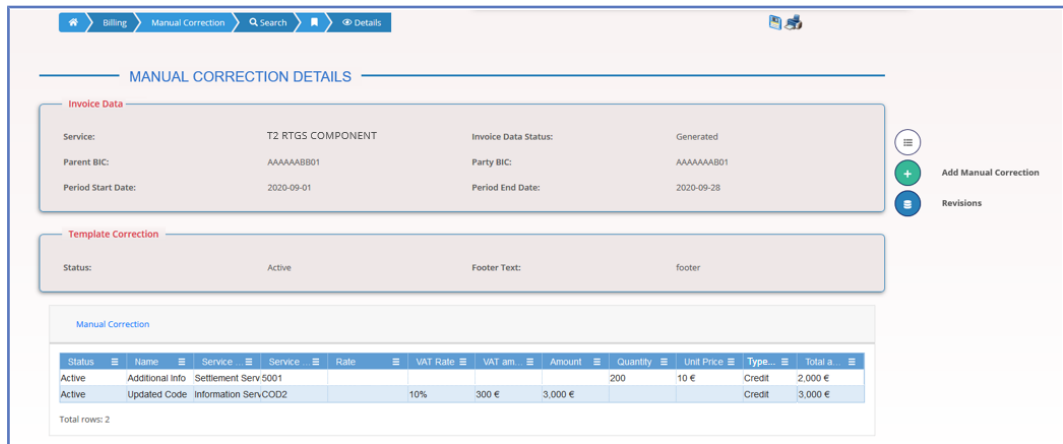 Billing Manual Correction Search Details
MANUAL CORRECTION DETAILS
Invoice Data
Service: T2 RTGS COMPONENT Invoice Data Status: Generated
Parent BIC: AAAAAABB01 Party BIC: AAAAAAAB01
Period Start Date: 2020-09-01 Period End Date: 2020-09-28
Add Manual Correction
Revisions
Template Correction
Status: Active Footer Text: footer
Manual Correction
Status Name Service ... Service ... Rate VAT Rate VAT am... Amount Quantity Unit Price Type... Total a...
Active Additional Info Settlement Serv 5001 200 10 € Credit 2,000 €
Active Updated Code Information Serv COD2 10% 300 € 3,000 € Credit 3,000 €
Total rows: 2